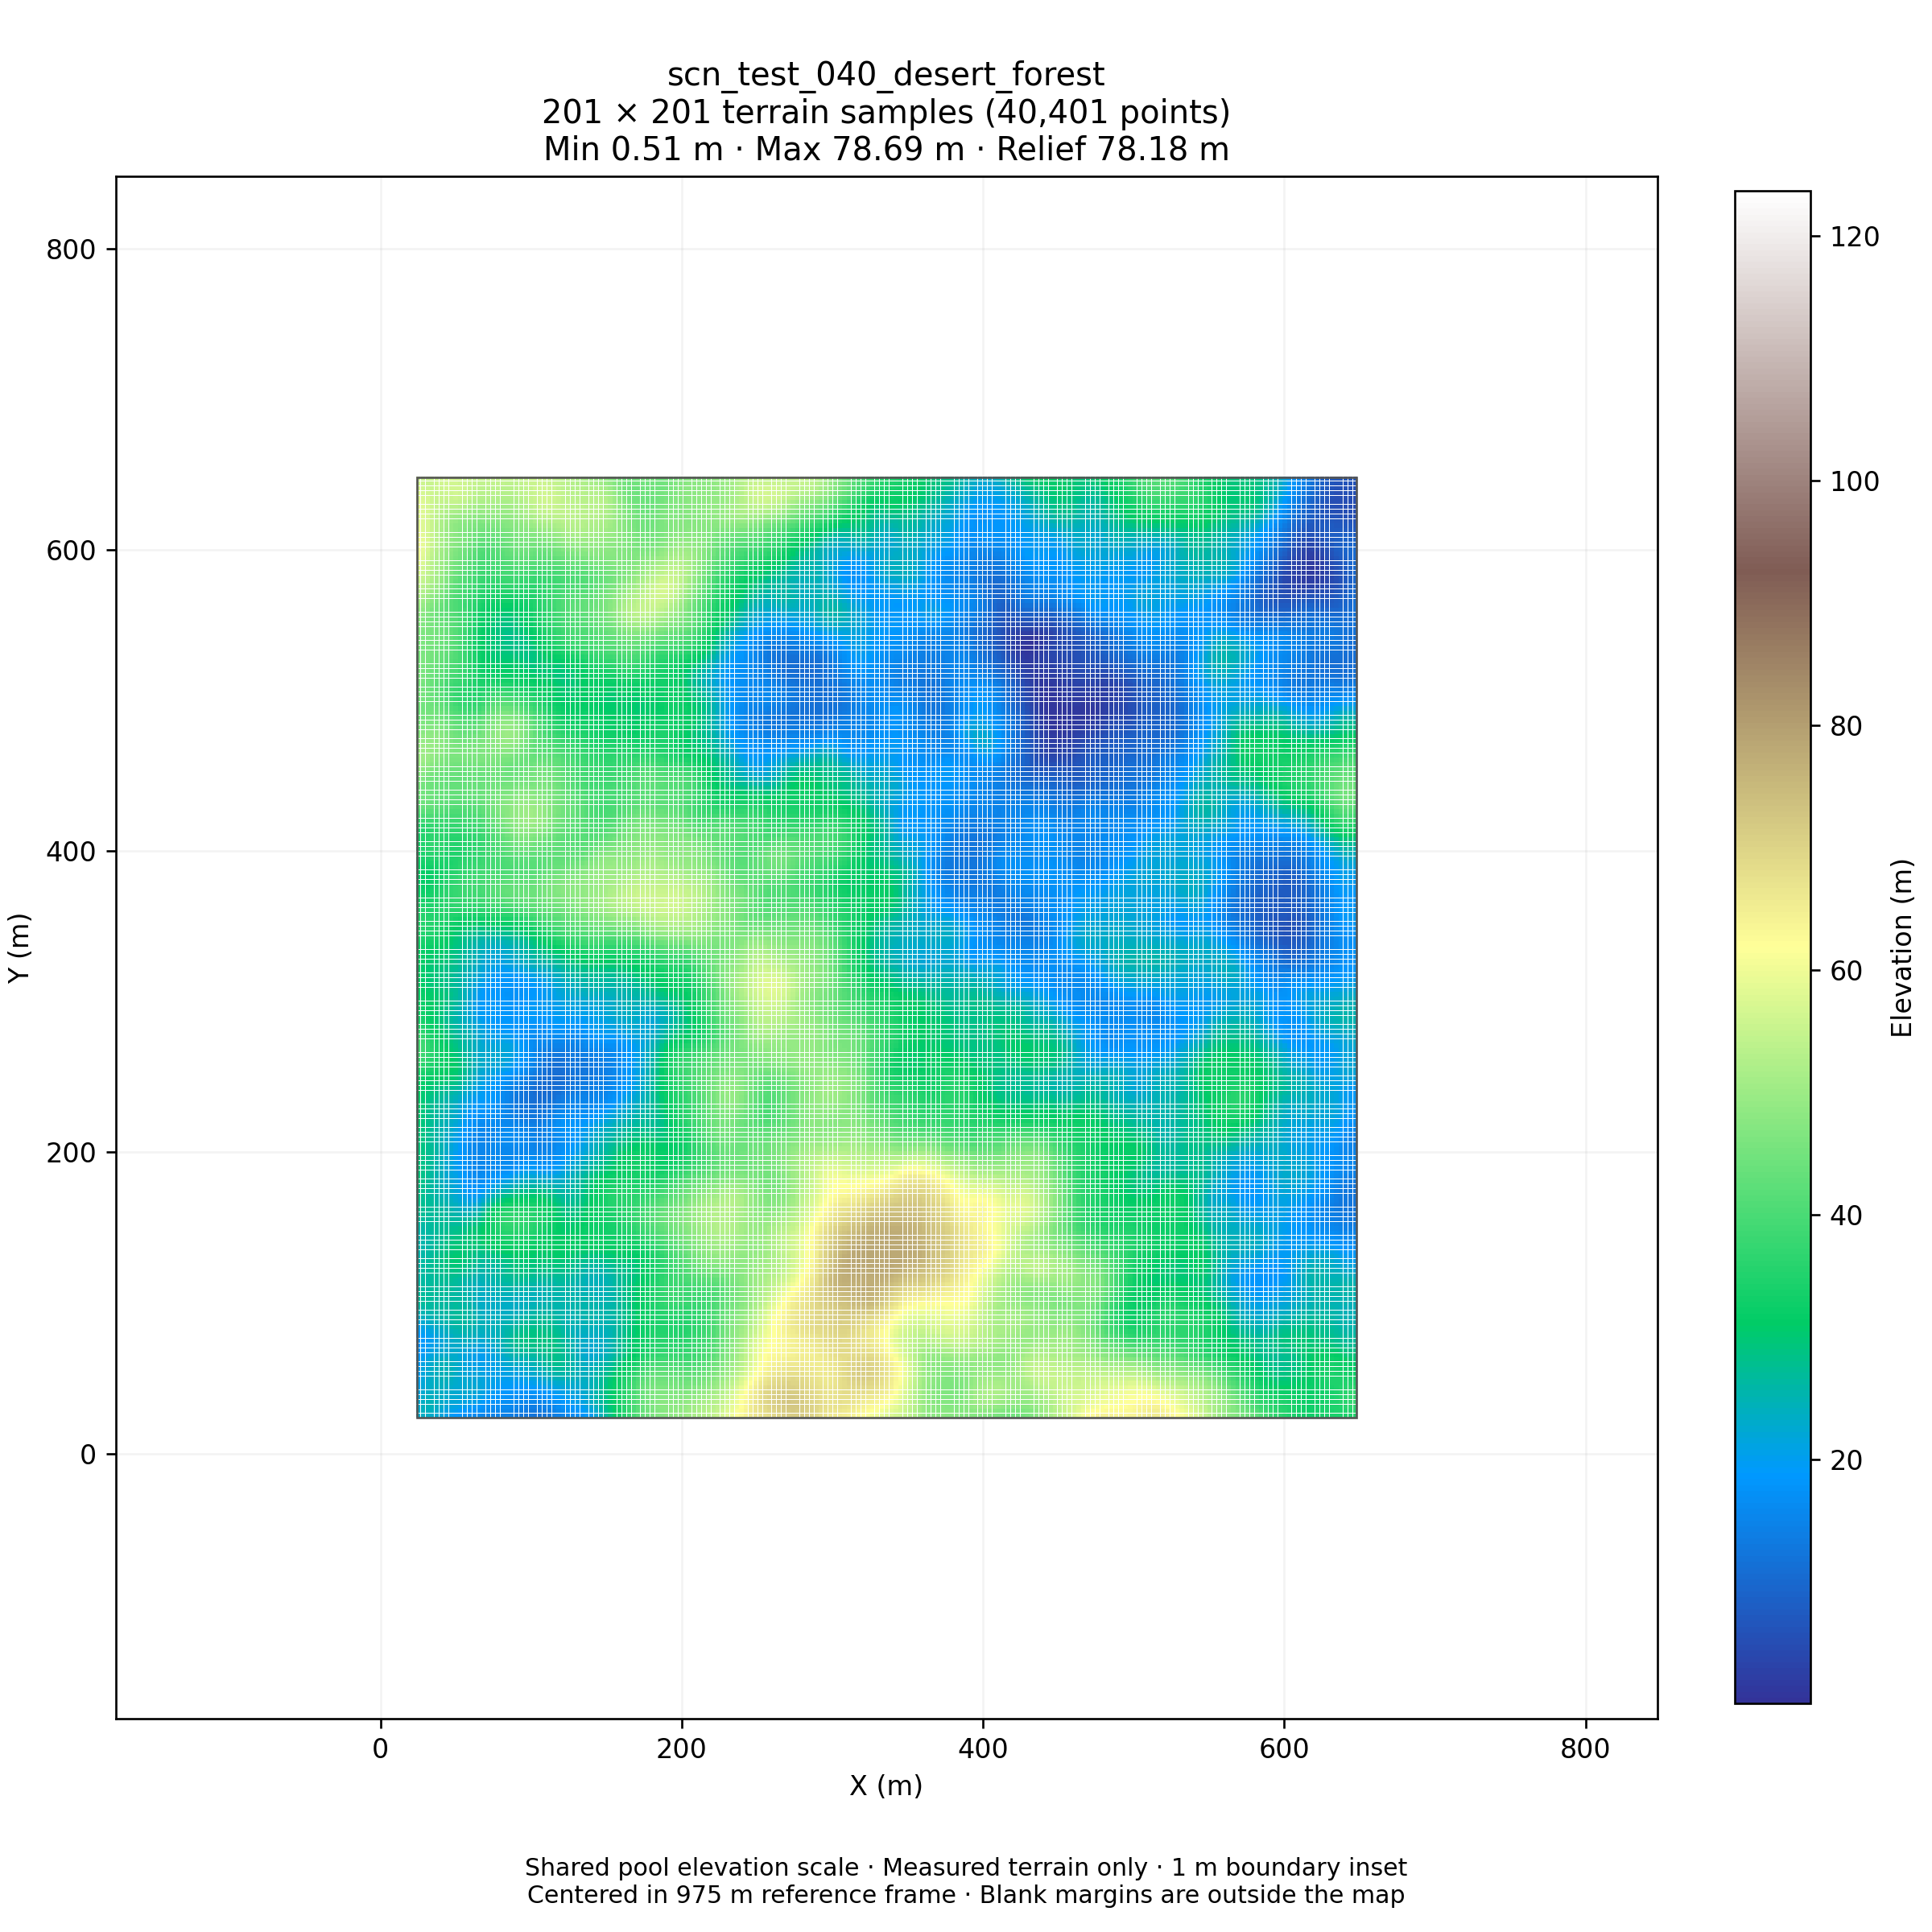 scn_test_040_desert_forest
201 × 201 terrain samples (40,401 points)
Min 0.51 m · Max 78.69 m · Relief 78.18 m
800
600
400
200
0
Y (m)
0
200
400
600
800
X (m)
120
100
80
60
40
20
Elevation (m)
Shared pool elevation scale · Measured terrain only · 1 m boundary inset
Centered in 975 m reference frame · Blank margins are outside the map